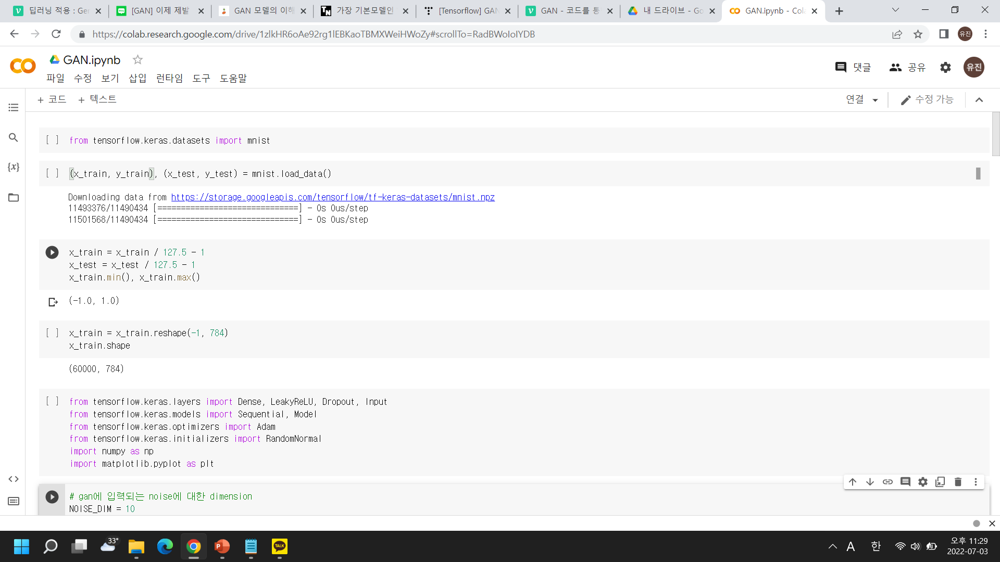 딥러닝 적용 : Ger
[GAN] 이제 제발
GAN 모델의 이해
가장 기본모델인
[Tensorflow] GAN
GAN - 코드를 통
내 드라이브 - Go
GAN.ipynb - Cola
https://colab.research.google.com/drive/1zlkHR6oAe92rg1lEBKaoTBMXWeiHWoZy#scrollTo=RadBWoIoIYDB
유진
GAN.ipynb
댓글
공유
유진
파일 수정 보기 삽입 런타임 도구 도움말
+ 코드 + 텍스트
연결
수정 가능
{x}
[ ] from tensorflow.keras.datasets import mnist
[ ] (x_train, y_train), (x_test, y_test) = mnist.load_data()
Downloading data from https://storage.googleapis.com/tensorflow/tf-keras-datasets/mnist.npz
11493376/11490434 [==============================] - 0s 0us/step
11501568/11490434 [==============================] - 0s 0us/step
x_train = x_train / 127.5 - 1
x_test = x_test / 127.5 - 1
x_train.min(), x_train.max()
(-1.0, 1.0)
[ ] x_train = x_train.reshape(-1, 784)
x_train.shape
(60000, 784)
[ ] from tensorflow.keras.layers import Dense, LeakyReLU, Dropout, Input
from tensorflow.keras.models import Sequential, Model
from tensorflow.keras.optimizers import Adam
from tensorflow.keras.initializers import RandomNormal
import numpy as np
import matplotlib.pyplot as plt
# gan에 입력되는 noise에 대한 dimension
NOISE_DIM = 10
33°
TALK
A 한
오후 11:29
2022-07-03